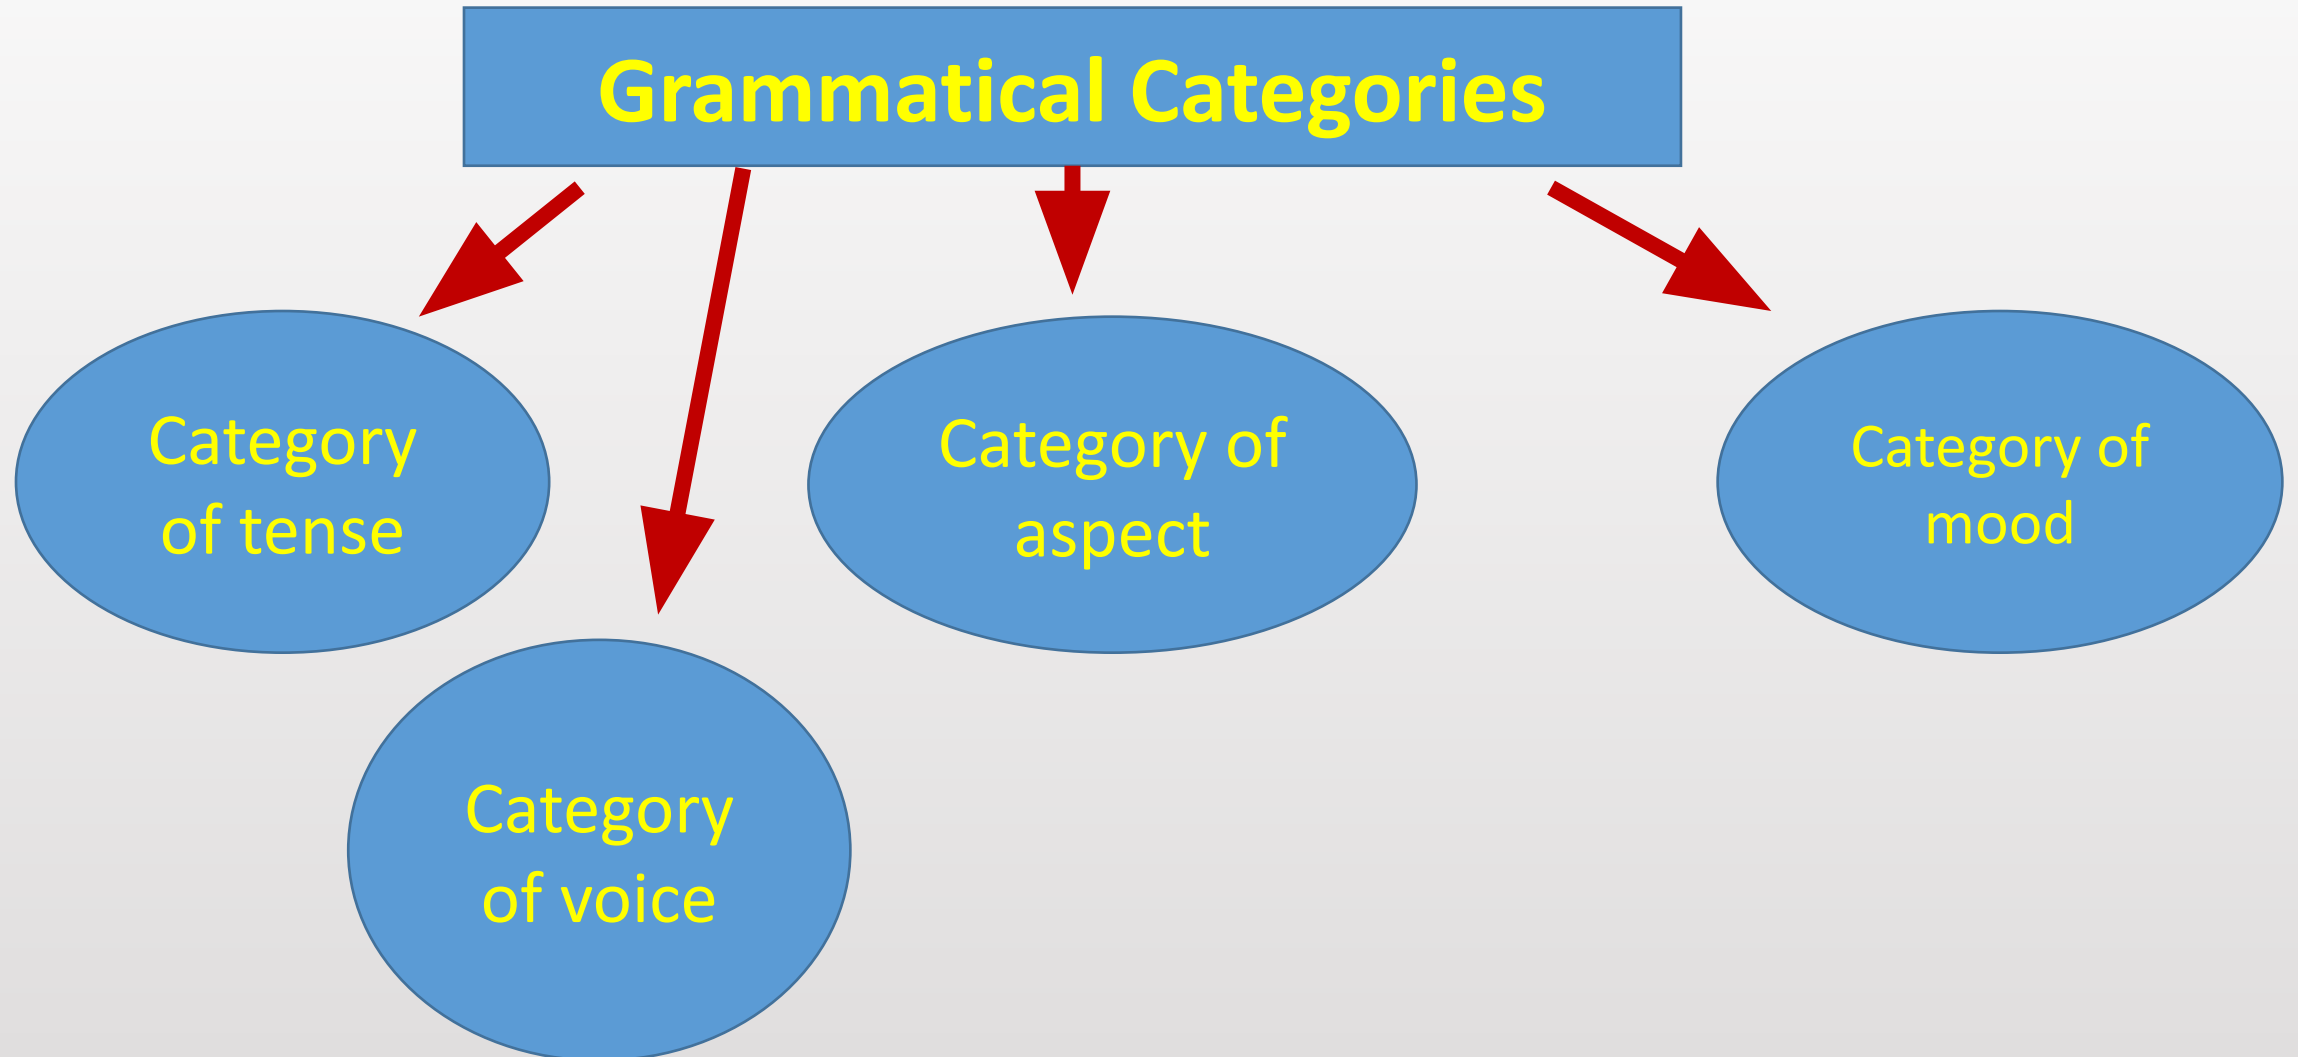 Grammatical Categories
Category
of tense
Category of
aspect
Category of
mood
Category
of voice